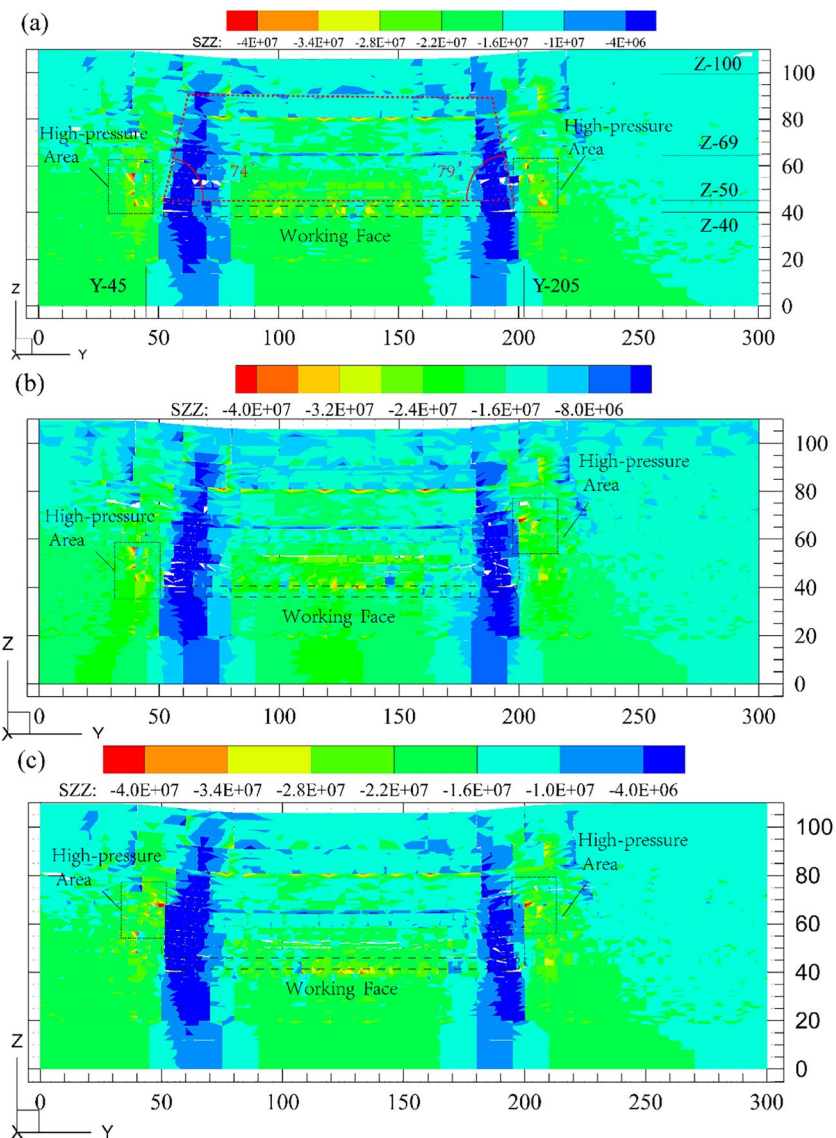 (a)
SZZ: -4e+07 -3.4e+07 -2.8e+07 -2.2e+07 -1.6e+07 -1e+07 -4e+06
High-pressure
Area
High-pressure
Area
74°
79°
Working Face
Z-100
Z-69
Z-50
Z-40
Y-45
Y-205
100
80
60
40
20
0
Z
X
Y
0 50 100 150 200 250 300
(b)
SZZ: -4.0E+07 -3.2E+07 -2.4E+07 -1.6E+07 -8.0E+06
High-pressure
Area
High-pressure
Area
Working Face
100
80
60
40
20
0
Z
X
Y
0 50 100 150 200 250 300
(c)
SZZ: -4.0E+07 -3.4E+07 -2.8E+07 -2.2E+07 -1.6E+07 -1.0E+07 -4.0E+06
High-pressure
Area
High-pressure
Area
Working Face
100
80
60
40
20
0
Z
X
Y
0 50 100 150 200 250 300